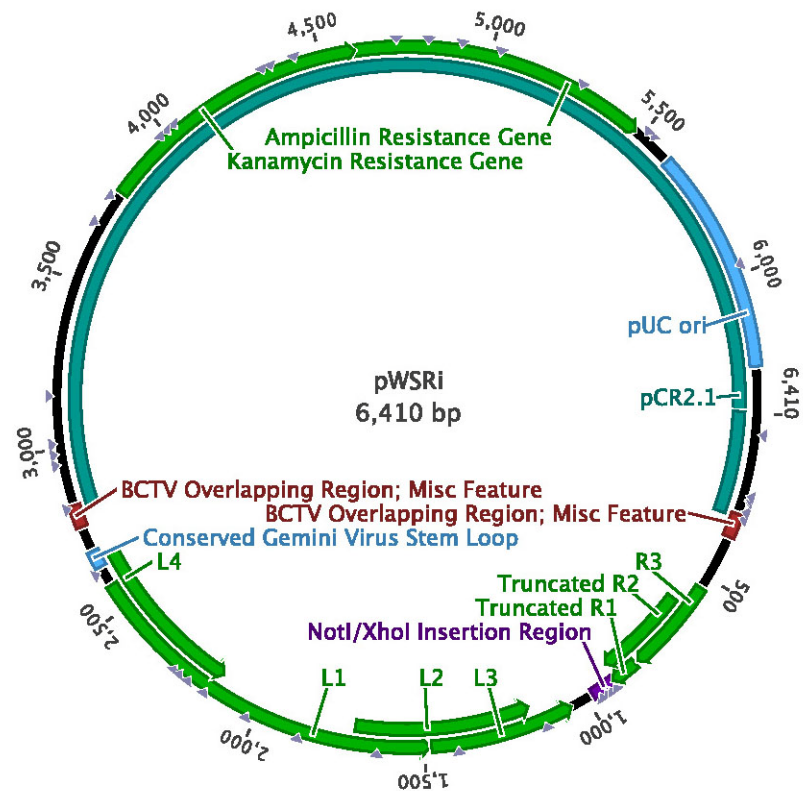 4,500
5,000
4,000
5,500
Ampicillin Resistance Gene
Kanamycin Resistance Gene
3,500
6,000
pUC ori
pWSRi
6,410 bp
pCR2.1
6,410
3,000
BCTV Overlapping Region; Misc Feature
BCTV Overlapping Region; Misc Feature
Conserved Gemini Virus Stem Loop
L4
R3
Truncated R2
500
Truncated R1
2,500
NotI/XhoI Insertion Region
L1
L2
L3
1,000
2,000
1,500